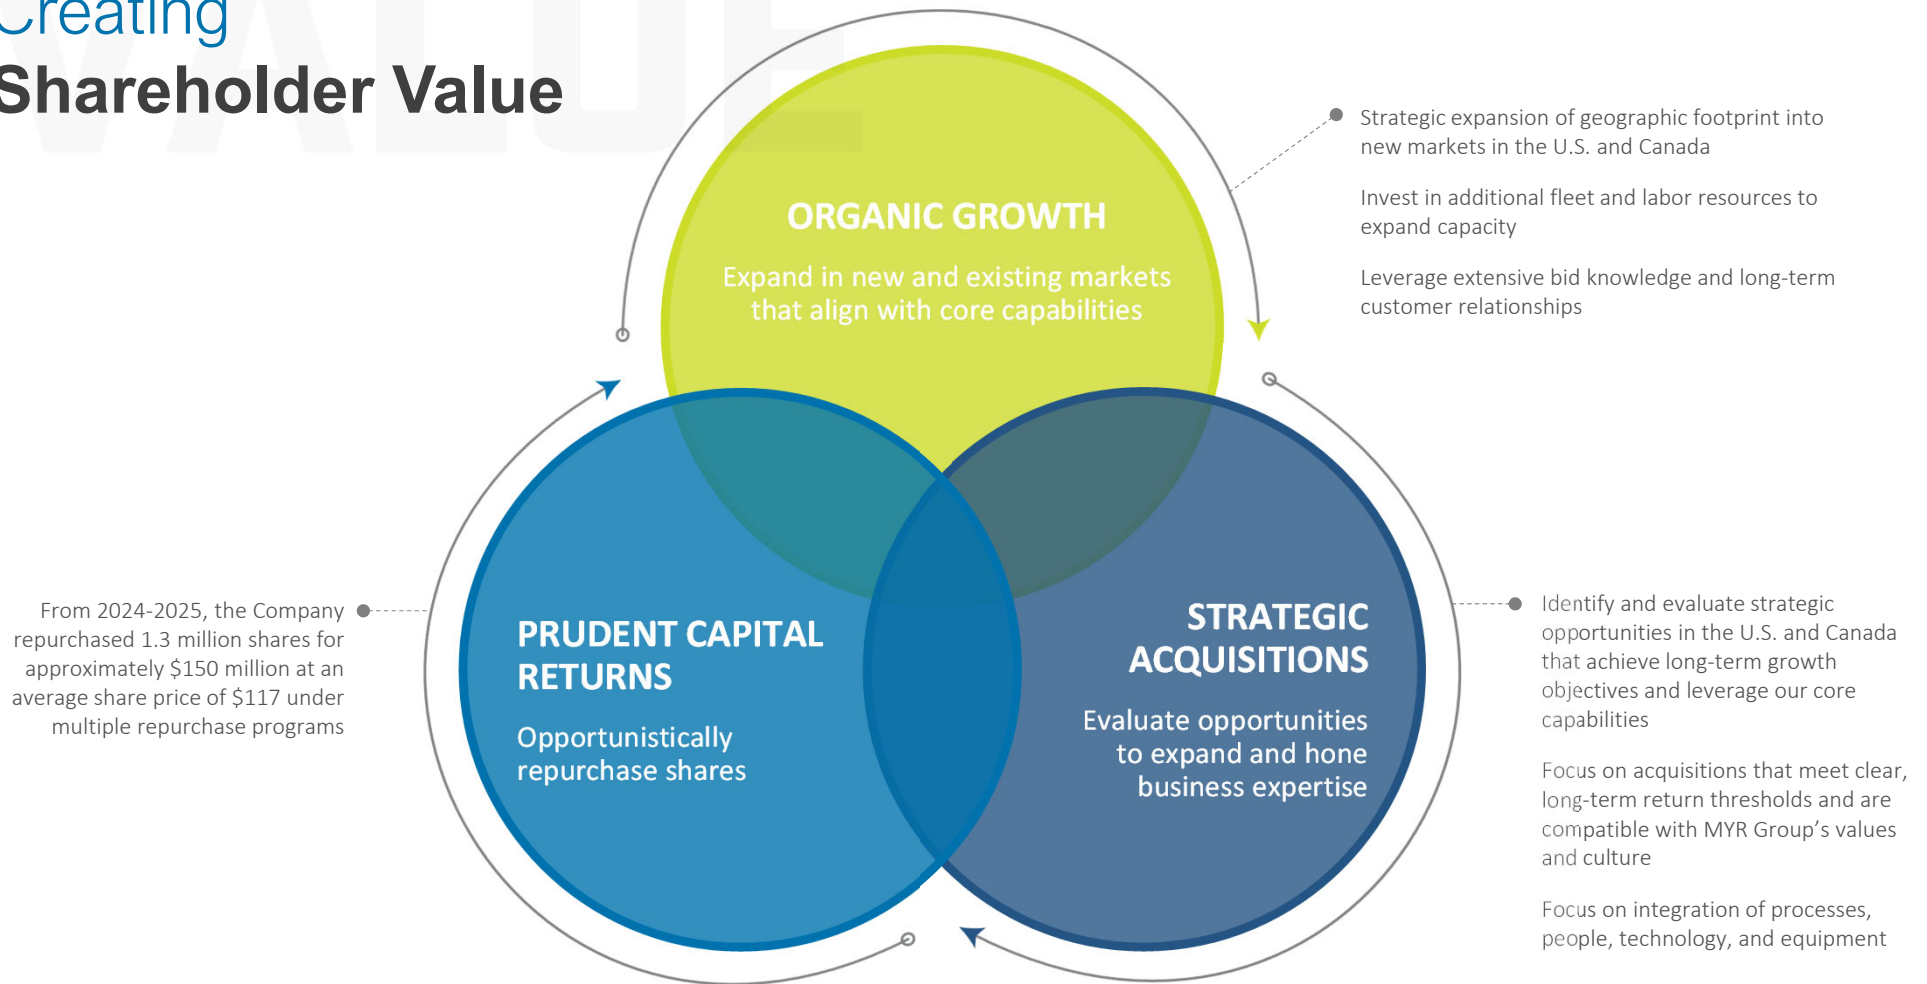 Creating
Shareholder Value
VALUE
ORGANIC GROWTH
Expand in new and existing markets
that align with core capabilities
Strategic expansion of geographic footprint into
new markets in the U.S. and Canada
Invest in additional fleet and labor resources to
expand capacity
Leverage extensive bid knowledge and long-term
customer relationships
From 2024-2025, the Company
repurchased 1.3 million shares for
approximately $150 million at an
average share price of $117 under
multiple repurchase programs
PRUDENT CAPITAL
RETURNS
Opportunistically
repurchase shares
STRATEGIC
ACQUISITIONS
Evaluate opportunities
to expand and hone
business expertise
Identify and evaluate strategic
opportunities in the U.S. and Canada
that achieve long-term growth
objectives and leverage our core
capabilities
Focus on acquisitions that meet clear,
long-term return thresholds and are
compatible with MYR Group’s values
and culture
Focus on integration of processes,
people, technology, and equipment